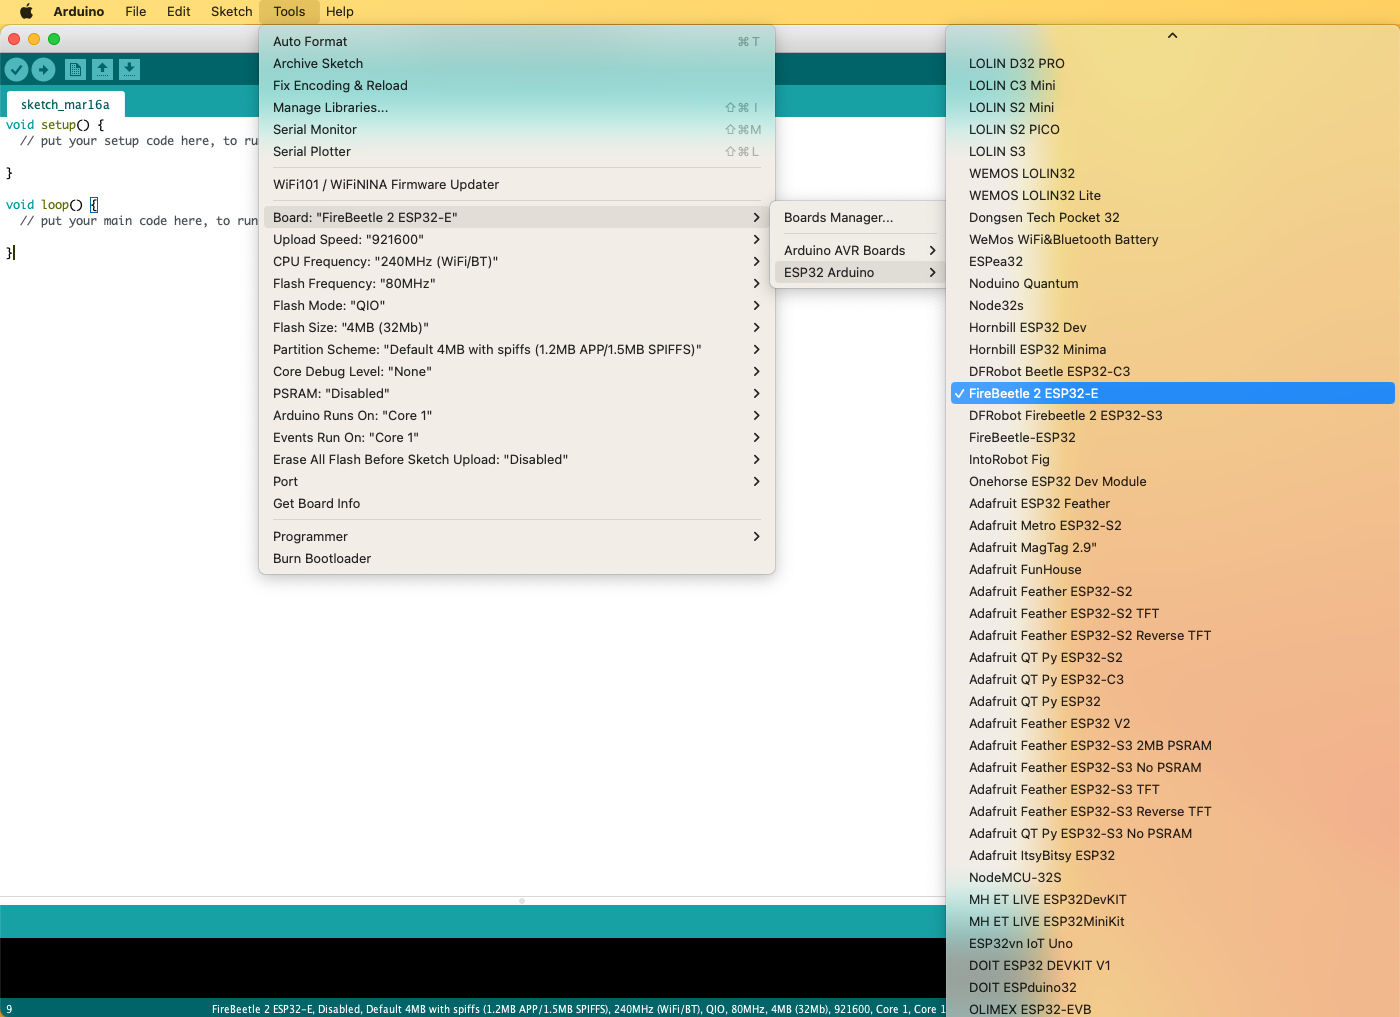 Arduino File Edit Sketch Tools Help
sketch_mar16a
void setup() {
// put your setup code here, to ru
}
void loop() {
// put your main code here, to run
}
Auto Format ⌘T
Archive Sketch
Fix Encoding & Reload
Manage Libraries... ⇧⌘I
Serial Monitor ⇧⌘M
Serial Plotter ⇧⌘L
WiFi101 / WiFiNINA Firmware Updater
Board: "FireBeetle 2 ESP32-E"
Upload Speed: "921600"
CPU Frequency: "240MHz (WiFi/BT)"
Flash Frequency: "80MHz"
Flash Mode: "QIO"
Flash Size: "4MB (32Mb)"
Partition Scheme: "Default 4MB with spiffs (1.2MB APP/1.5MB SPIFFS)"
Core Debug Level: "None"
PSRAM: "Disabled"
Arduino Runs On: "Core 1"
Events Run On: "Core 1"
Erase All Flash Before Sketch Upload: "Disabled"
Port
Get Board Info
Programmer
Burn Bootloader
Boards Manager...
Arduino AVR Boards
ESP32 Arduino
LOLIN D32 PRO
LOLIN C3 Mini
LOLIN S2 Mini
LOLIN S2 PICO
LOLIN S3
WEMOS LOLIN32
WEMOS LOLIN32 Lite
Dongsen Tech Pocket 32
WeMos WiFi&Bluetooth Battery
ESPea32
Noduino Quantum
Node32s
Hornbill ESP32 Dev
Hornbill ESP32 Minima
DFRobot Beetle ESP32-C3
✓ FireBeetle 2 ESP32-E
DFRobot Firebeetle 2 ESP32-S3
FireBeetle-ESP32
IntoRobot Fig
Onehorse ESP32 Dev Module
Adafruit ESP32 Feather
Adafruit Metro ESP32-S2
Adafruit MagTag 2.9"
Adafruit FunHouse
Adafruit Feather ESP32-S2
Adafruit Feather ESP32-S2 TFT
Adafruit Feather ESP32-S2 Reverse TFT
Adafruit QT Py ESP32-S2
Adafruit QT Py ESP32-C3
Adafruit QT Py ESP32
Adafruit Feather ESP32 V2
Adafruit Feather ESP32-S3 2MB PSRAM
Adafruit Feather ESP32-S3 No PSRAM
Adafruit Feather ESP32-S3 TFT
Adafruit Feather ESP32-S3 Reverse TFT
Adafruit QT Py ESP32-S3 No PSRAM
Adafruit ItsyBitsy ESP32
NodeMCU-32S
MH ET LIVE ESP32DevKIT
MH ET LIVE ESP32MiniKit
ESP32vn IoT Uno
DOIT ESP32 DEVKIT V1
DOIT ESPduino32
OLIMEX ESP32-EVB
9 FireBeetle 2 ESP32-E, Disabled, Default 4MB with spiffs (1.2MB APP/1.5MB SPIFFS), 240MHz (WiFi/BT), QIO, 80MHz, 4MB (32Mb), 921600, Core 1, Core 1